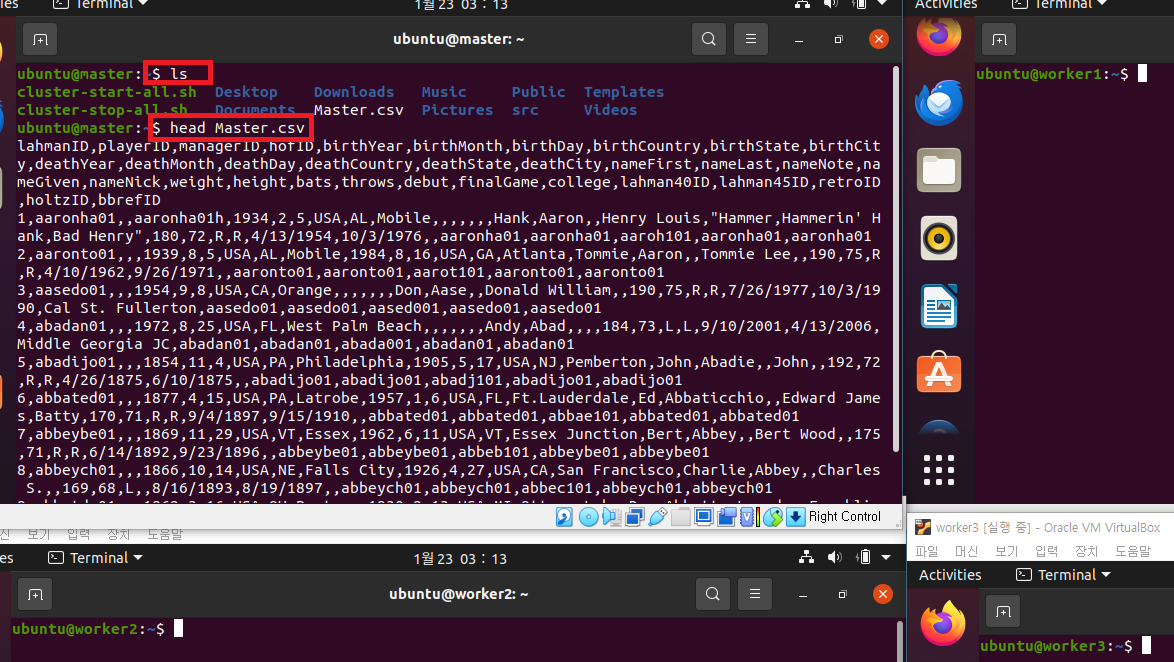 Terminal
1월 23 03 : 13
Activities
Terminal
ubuntu@master: ~
ubuntu@master:~$ ls
cluster-start-all.sh Desktop Downloads Music Public Templates
cluster-stop-all.sh Documents Master.csv Pictures src Videos
ubuntu@master:~$ head Master.csv
lahmanID,playerID,managerID,hofID,birthYear,birthMonth,birthDay,birthCountry,birthState,birthCit
y,deathYear,deathMonth,deathDay,deathCountry,deathState,deathCity,nameFirst,nameLast,nameNote,na
meGiven,nameNick,weight,height,bats,throws,debut,finalGame,college,lahman40ID,lahman45ID,retroID
,holtzID,bbrefID
1,aaronha01,,aaronha01h,1934,2,5,USA,AL,Mobile,,,,,,,Hank,Aaron,,Henry Louis,"Hammer,Hammerin' H
ank,Bad Henry",180,72,R,R,4/13/1954,10/3/1976,,aaronha01,aaronha01,aaroh101,aaronha01,aaronha01
2,aaronto01,,,1939,8,5,USA,AL,Mobile,1984,8,16,USA,GA,Atlanta,Tommie,Aaron,,Tommie Lee,,190,75,R
,R,4/10/1962,9/26/1971,,aaronto01,aaronto01,aarot101,aaronto01,aaronto01
3,aasedo01,,,1954,9,8,USA,CA,Orange,,,,,,,Don,Aase,,Donald William,,190,75,R,R,7/26/1977,10/3/19
90,Cal St. Fullerton,aasedo01,aasedo01,aased001,aasedo01,aasedo01
4,abadan01,,,1972,8,25,USA,FL,West Palm Beach,,,,,,,Andy,Abad,,,,184,73,L,L,9/10/2001,4/13/2006,
Middle Georgia JC,abadan01,abadan01,abada001,abadan01,abadan01
5,abadijo01,,,1854,11,4,USA,PA,Philadelphia,1905,5,17,USA,NJ,Pemberton,John,Abadie,,John,,192,72
,R,R,4/26/1875,6/10/1875,,abadijo01,abadijo01,abadj101,abadijo01,abadijo01
6,abbated01,,,1877,4,15,USA,PA,Latrobe,1957,1,6,USA,FL,Ft.Lauderdale,Ed,Abbaticchio,,Edward Jame
s,Batty,170,71,R,R,9/4/1897,9/15/1910,,abbated01,abbated01,abbae101,abbated01,abbated01
7,abbeybe01,,,1869,11,29,USA,VT,Essex,1962,6,11,USA,VT,Essex Junction,Bert,Abbey,,Bert Wood,,175
,71,R,R,6/14/1892,9/23/1896,,abbeybe01,abbeybe01,abbeb101,abbeybe01,abbeybe01
8,abbeych01,,,1866,10,14,USA,NE,Falls City,1926,4,27,USA,CA,San Francisco,Charlie,Abbey,,Charles
S.,,169,68,L,,8/16/1893,8/19/1897,,abbeych01,abbeych01,abbec101,abbeych01,abbeych01
ubuntu@worker1:~$
Right Control
보기 입력 장치 도움말
Terminal
1월 23 03 : 13
ubuntu@worker2: ~
ubuntu@worker2:~$
worker3 [실행 중] - Oracle VM VirtualBox
파일 머신 보기 입력 장치 도움말
Activities
Terminal
ubuntu@worker3:~$